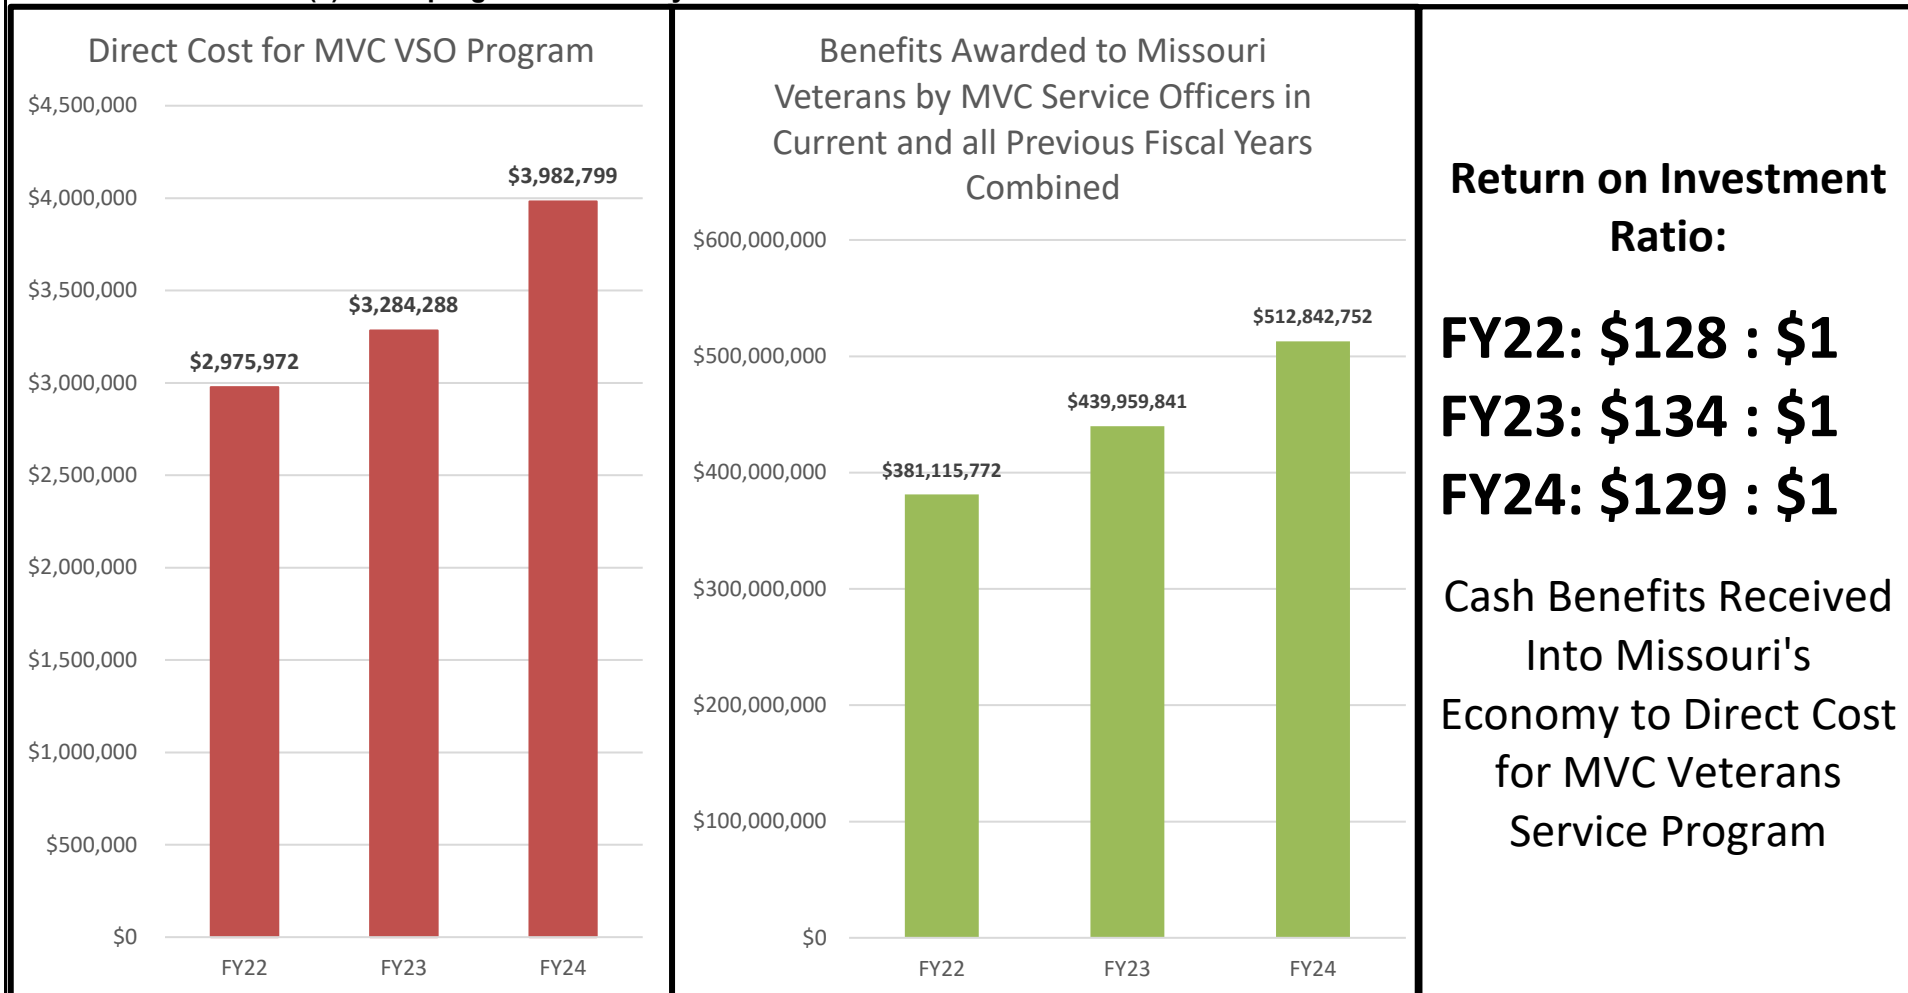 Direct Cost for MVC VSO Program
$4,500,000
$4,000,000
$3,500,000
$3,000,000
$2,500,000
$2,000,000
$1,500,000
$1,000,000
$500,000
$0
$2,975,972
$3,284,288
$3,982,799
FY22
FY23
FY24
Benefits Awarded to Missouri
Veterans by MVC Service Officers in
Current and all Previous Fiscal Years
Combined
$600,000,000
$500,000,000
$400,000,000
$300,000,000
$200,000,000
$100,000,000
$0
$381,115,772
$439,959,841
$512,842,752
FY22
FY23
FY24
Return on Investment
Ratio:
FY22: $128 : $1
FY23: $134 : $1
FY24: $129 : $1
Cash Benefits Received
Into Missouri's
Economy to Direct Cost
for MVC Veterans
Service Program